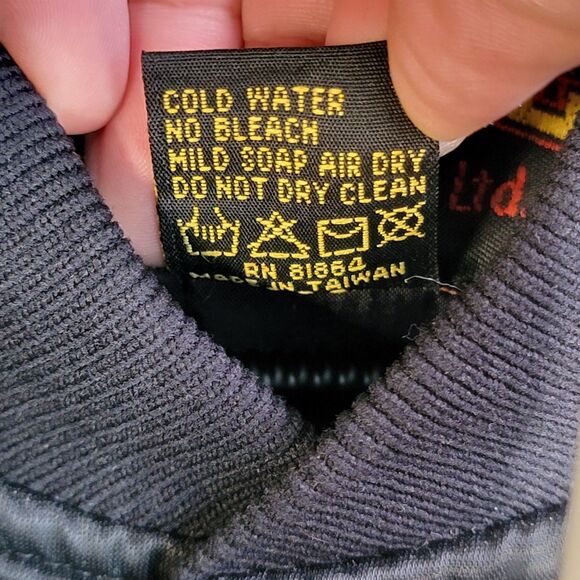 COLD WATER
NO BLEACH
MILD SOAP AIR DRY
DO NOT DRY CLEAN
RN 81864
MADE IN TAIWAN
Ltd.